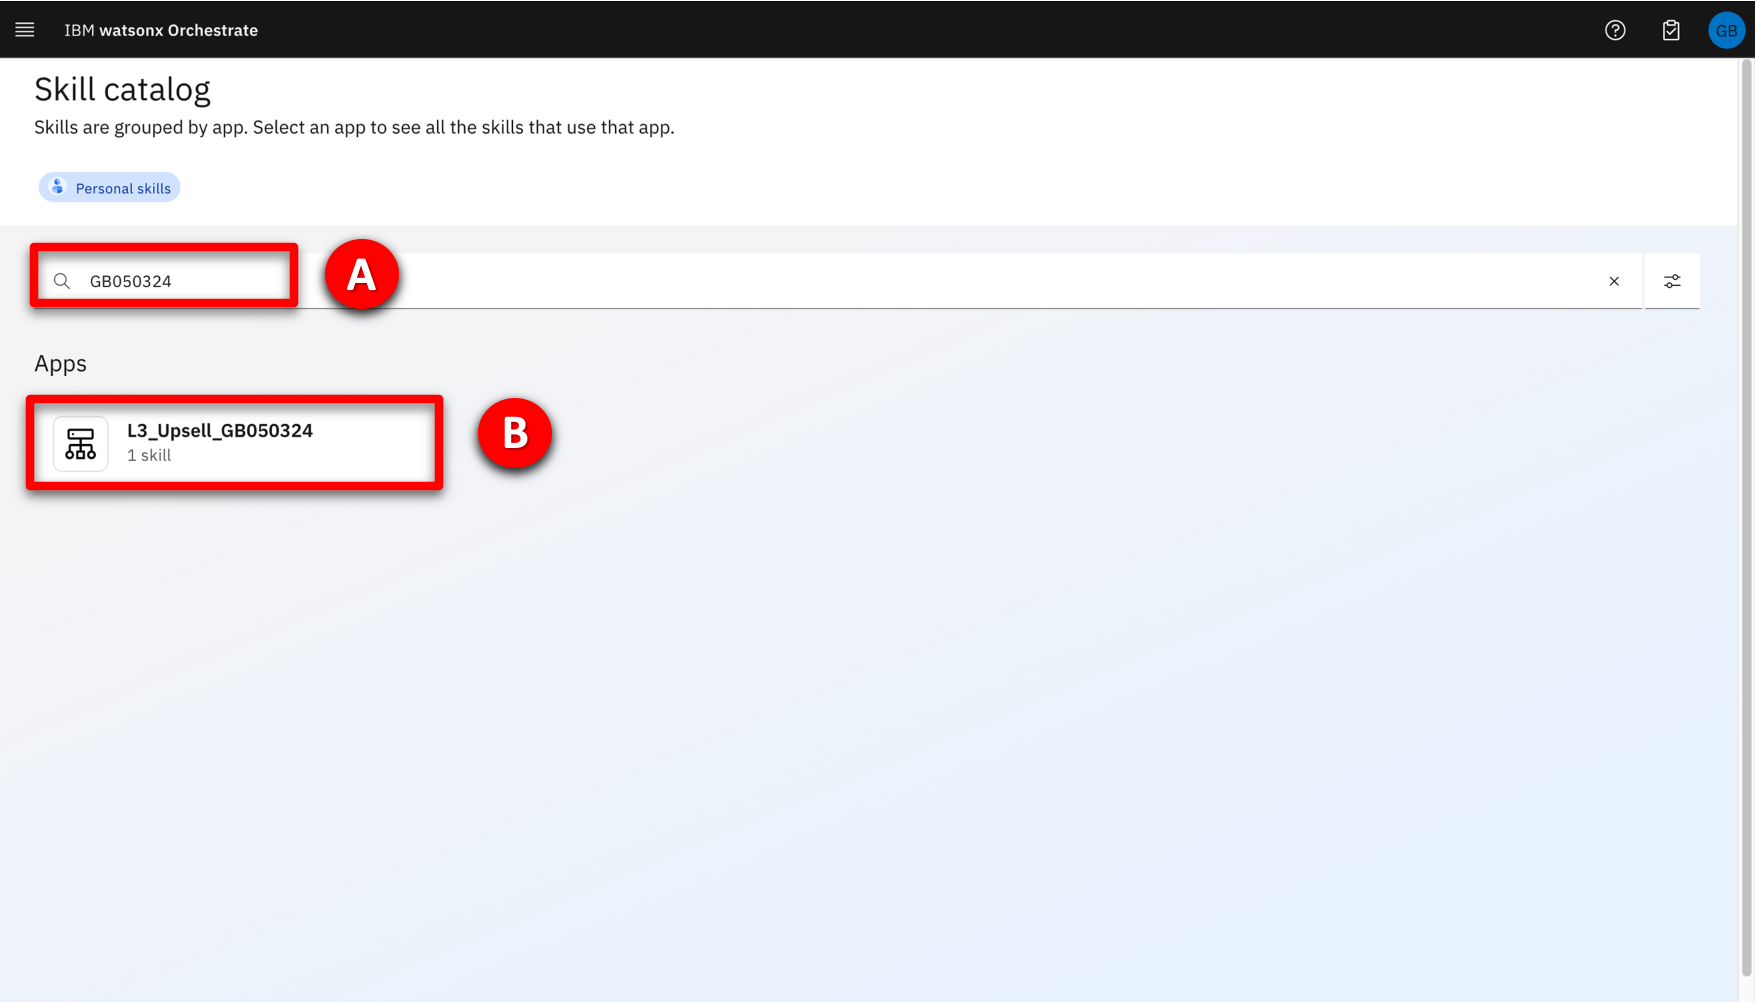 IBM watsonx Orchestrate
GB
Skill catalog
Skills are grouped by app. Select an app to see all the skills that use that app.
Personal skills
GB050324
A
Apps
L3_Upsell_GB050324
1 skill
B